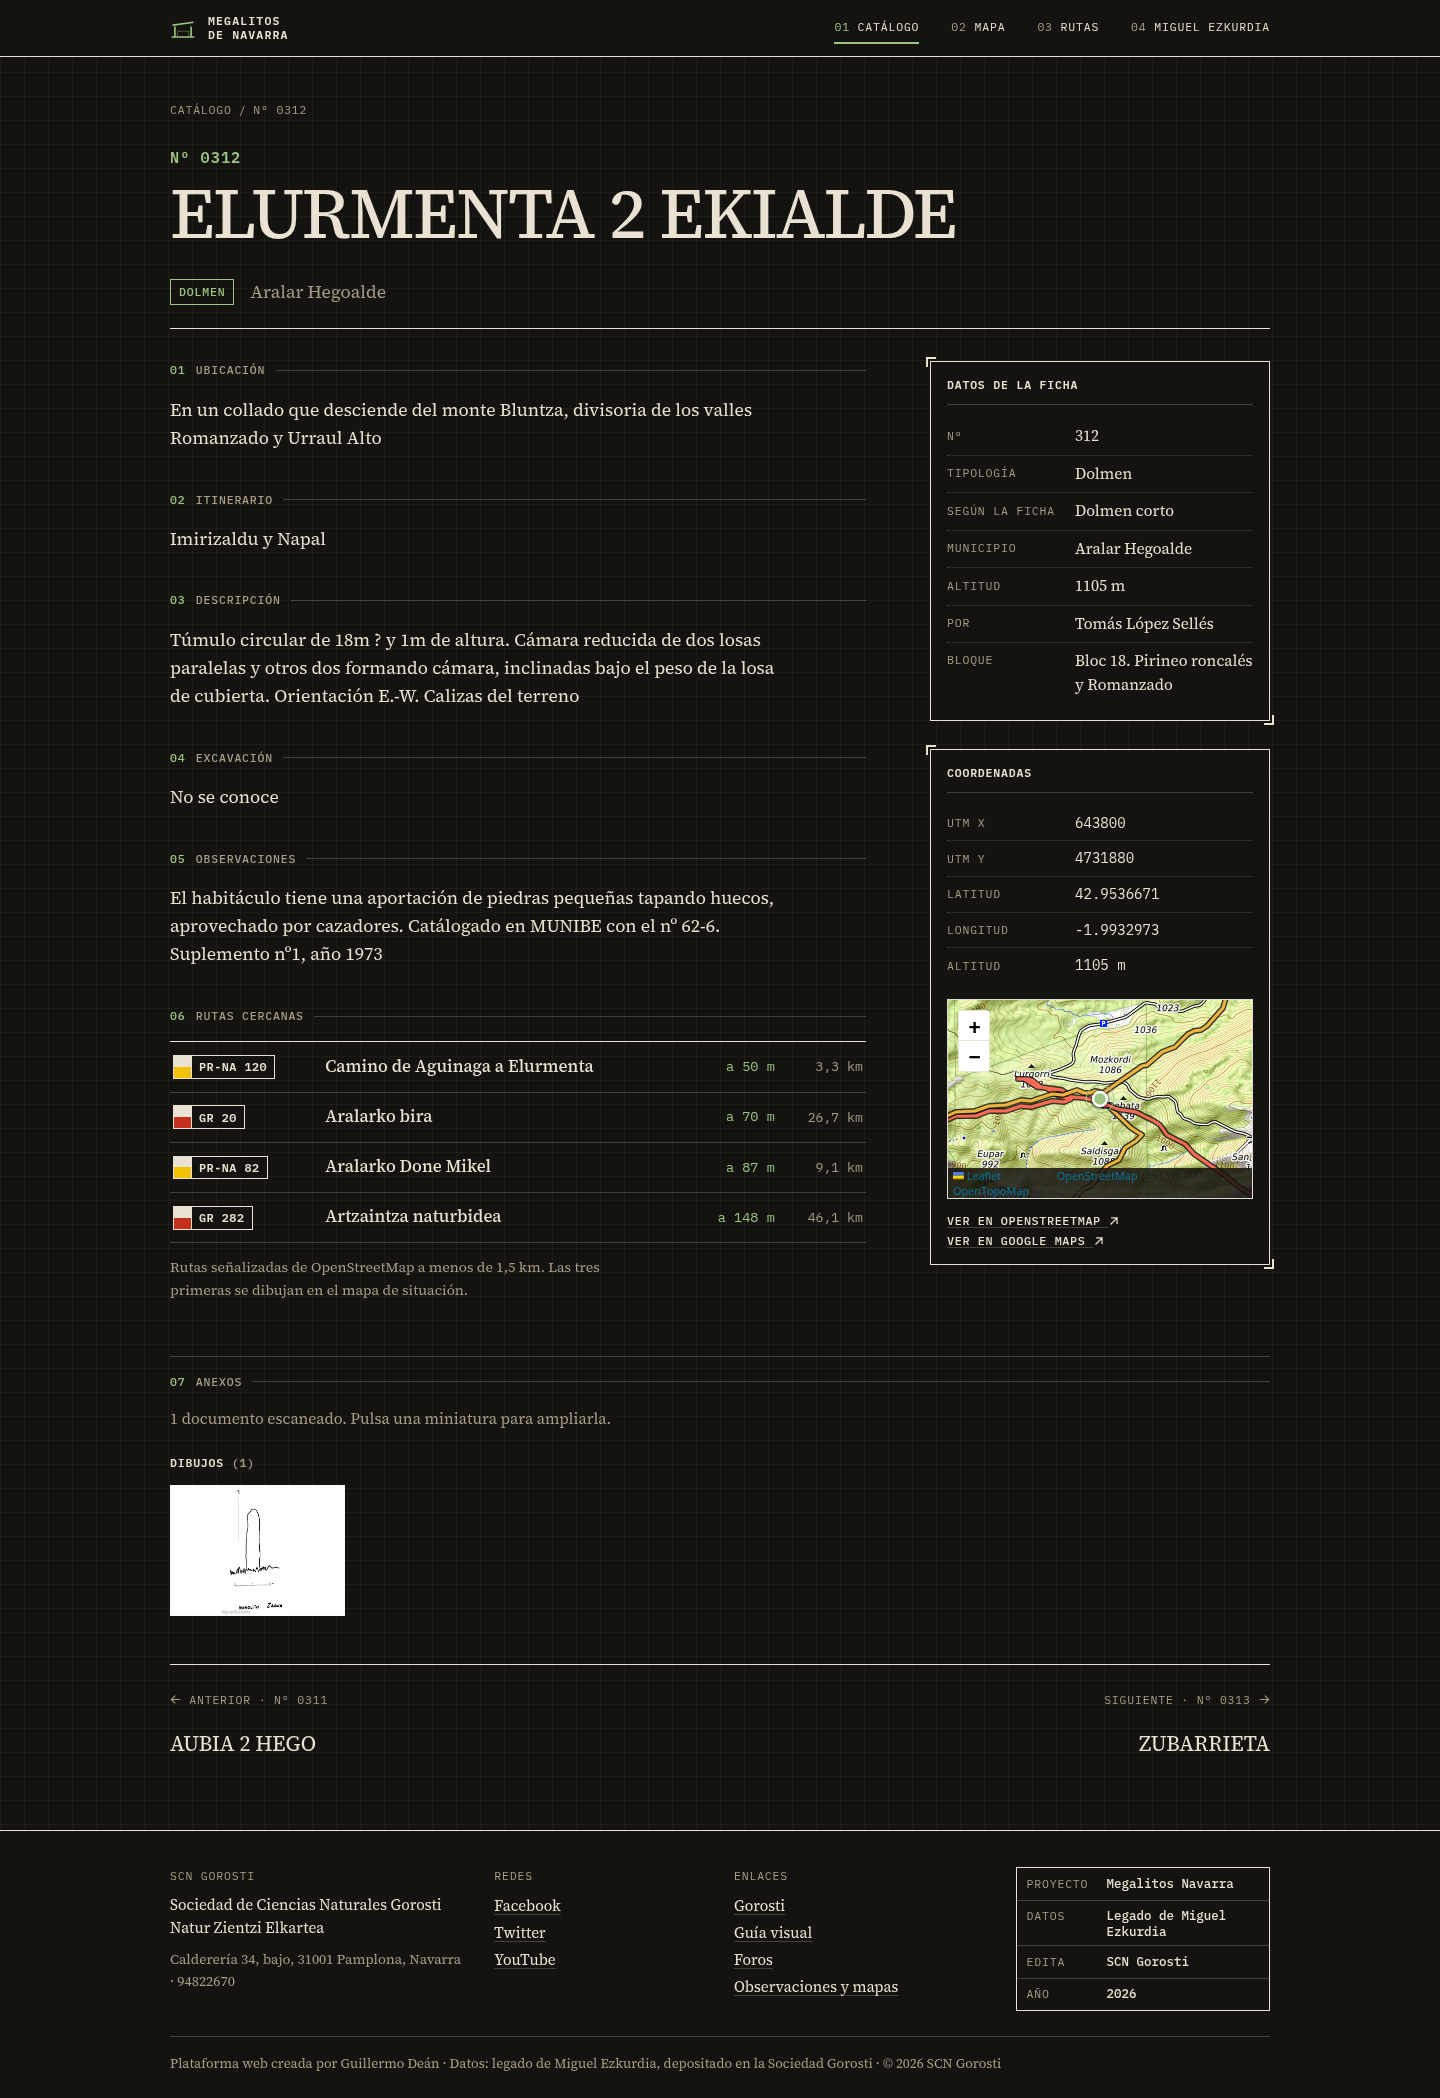 MEGALITOS
DE NAVARRA
01 CATÁLOGO
02 MAPA
03 RUTAS
04 MIGUEL EZKURDIA
CATÁLOGO / Nº 0312
Nº 0312
ELURMENTA 2 EKIALDE
DOLMEN
Aralar Hegoalde
01 UBICACIÓN
En un collado que desciende del monte Bluntza, divisoria de los valles
Romanzado y Urraul Alto
02 ITINERARIO
Imirizaldu y Napal
03 DESCRIPCIÓN
Túmulo circular de 18m ? y 1m de altura. Cámara reducida de dos losas
paralelas y otros dos formando cámara, inclinadas bajo el peso de la losa
de cubierta. Orientación E.-W. Calizas del terreno
04 EXCAVACIÓN
No se conoce
05 OBSERVACIONES
El habitáculo tiene una aportación de piedras pequeñas tapando huecos,
aprovechado por cazadores. Catálogado en MUNIBE con el nº 62-6.
Suplemento nº1, año 1973
06 RUTAS CERCANAS
PR-NA 120 Camino de Aguinaga a Elurmenta a 50 m 3,3 km
GR 20 Aralarko bira a 70 m 26,7 km
PR-NA 82 Aralarko Done Mikel a 87 m 9,1 km
GR 282 Artzaintza naturbidea a 148 m 46,1 km
Rutas señalizadas de OpenStreetMap a menos de 1,5 km. Las tres
primeras se dibujan en el mapa de situación.
DATOS DE LA FICHA
Nº 312
TIPOLOGÍA Dolmen
SEGÚN LA FICHA Dolmen corto
MUNICIPIO Aralar Hegoalde
ALTITUD 1105 m
POR Tomás López Sellés
BLOQUE Bloc 18. Pirineo roncalés
y Romanzado
COORDENADAS
UTM X 643800
UTM Y 4731880
LATITUD 42.9536671
LONGITUD -1.9932973
ALTITUD 1105 m
+
−
1023
1036
Mozkordi
1086
Lurgorri
Eupar
992
Saldisga
1088
San
Leaflet OpenStreetMap
OpenTopoMap
VER EN OPENSTREETMAP ↗
VER EN GOOGLE MAPS ↗
07 ANEXOS
1 documento escaneado. Pulsa una miniatura para ampliarla.
DIBUJOS (1)
← ANTERIOR · Nº 0311
AUBIA 2 HEGO
SIGUIENTE · Nº 0313 →
ZUBARRIETA
SCN GOROSTI
Sociedad de Ciencias Naturales Gorosti
Natur Zientzi Elkartea
Calderería 34, bajo, 31001 Pamplona, Navarra
· 94822670
REDES
Facebook
Twitter
YouTube
ENLACES
Gorosti
Guía visual
Foros
Observaciones y mapas
PROYECTO Megalitos Navarra
DATOS Legado de Miguel
Ezkurdia
EDITA SCN Gorosti
AÑO 2026
Plataforma web creada por Guillermo Deán · Datos: legado de Miguel Ezkurdia, depositado en la Sociedad Gorosti · © 2026 SCN Gorosti